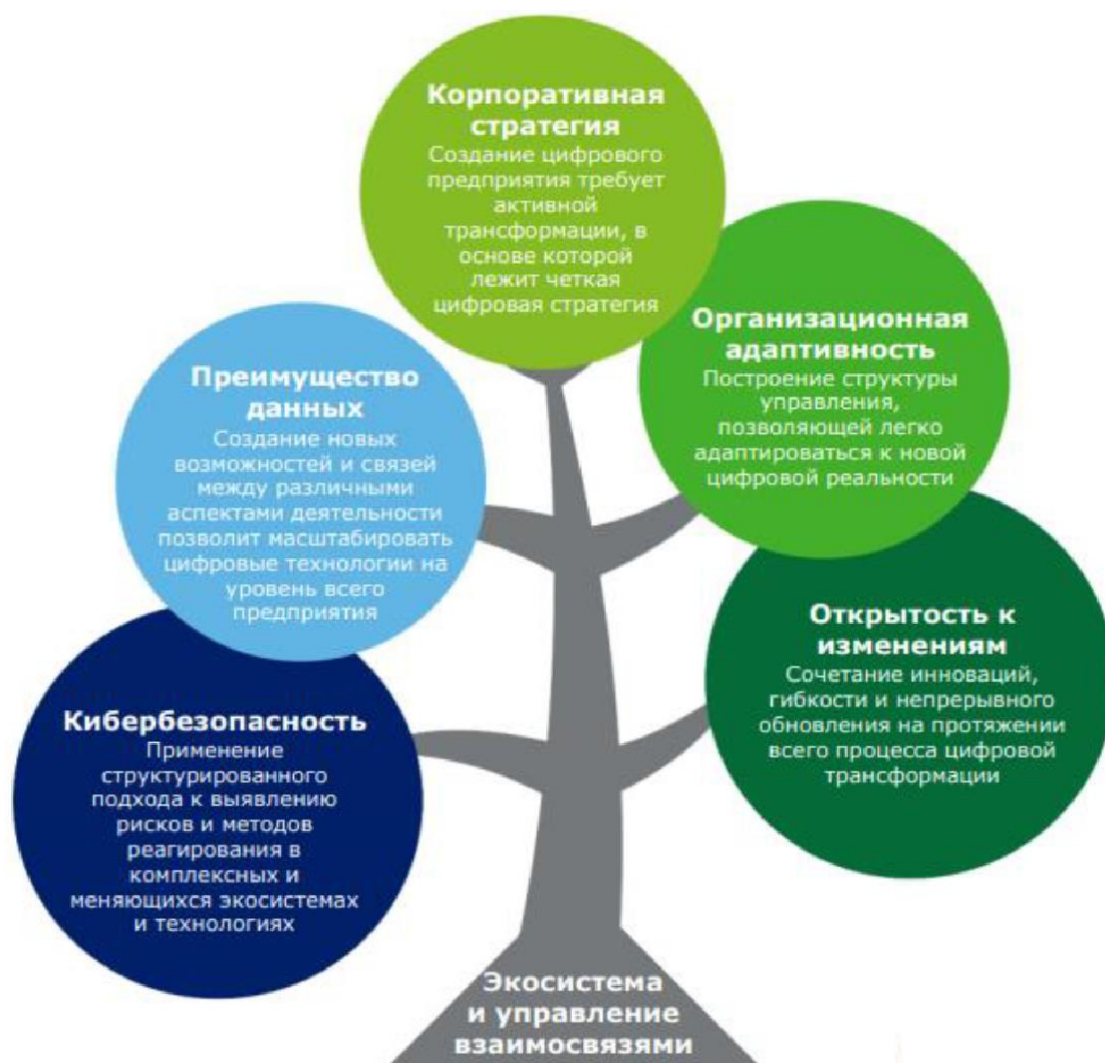 Корпоративная
стратегия
Создание цифрового
предприятия требует
активной
трансформации, в
основе которой
лежит четкая
цифровая стратегия
Организационная
адаптивность
Построение структуры
управления,
позволяющей легко
адаптироваться к новой
цифровой реальности
Преимущество
данных
Создание новых
возможностей и связей
между различными
аспектами деятельности
позволит масштабировать
цифровые технологии на
уровень всего
предприятия
Открытость к
изменениям
Сочетание инноваций,
гибкости и непрерывного
обновления на протяжении
всего процесса цифровой
трансформации
Кибербезопасность
Применение
структурированного
подхода к выявлению
рисков и методов
реагирования в
комплексных и
меняющихся экосистемах
и технологиях
Экосистема
и управление
взаимосвязями